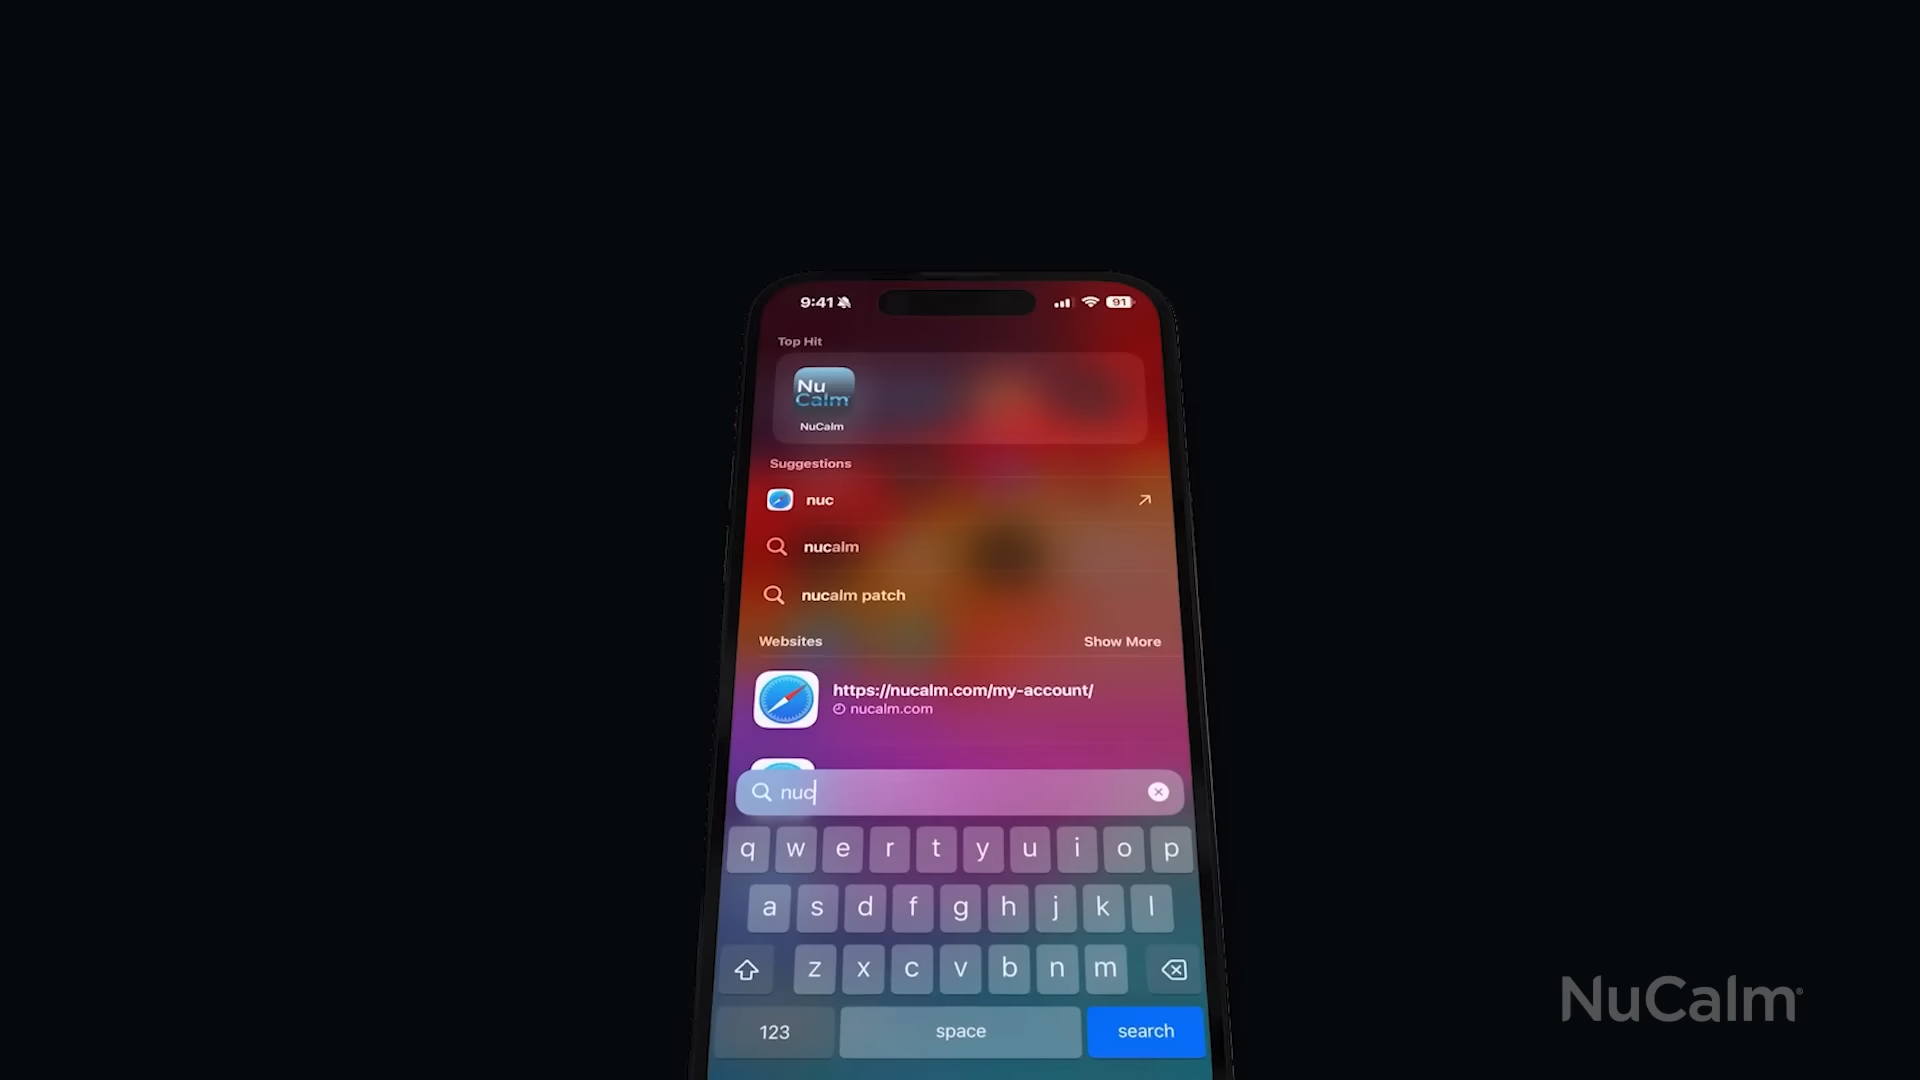 9:41
91
Top Hit
Nu
Calm
NuCalm
Suggestions
nuc
nucalm
nucalm patch
Websites
Show More
https://nucalm.com/my-account/
nucalm.com
nuc
q w e r t y u i o p
a s d f g h j k l
z x c v b n m
123
space
search
NuCalm®